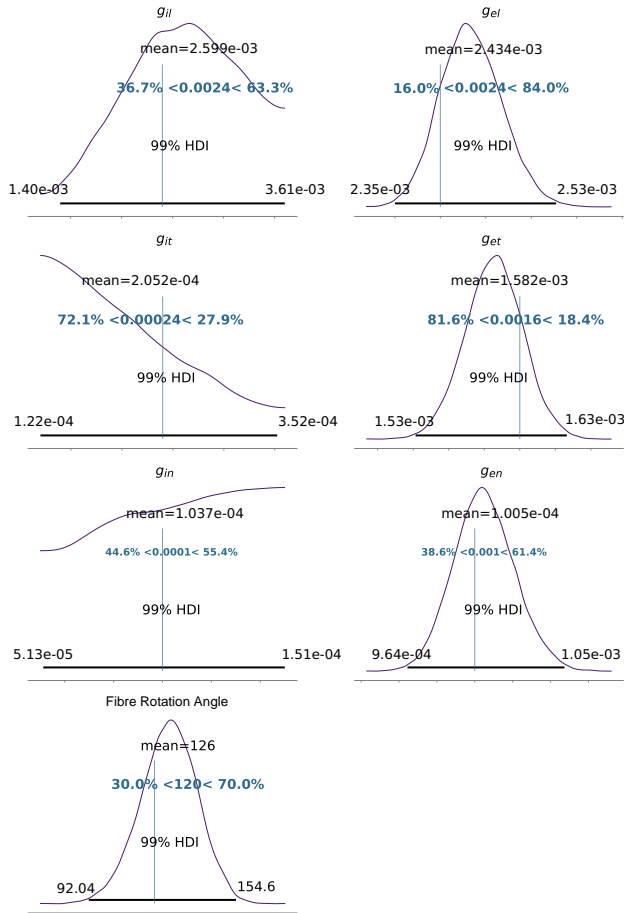 g_il
mean=2.599e-03
36.7% <0.0024< 63.3%
99% HDI
1.40e-03
3.61e-03
g_el
mean=2.434e-03
16.0% <0.0024< 84.0%
99% HDI
2.35e-03
2.53e-03
g_it
mean=2.052e-04
72.1% <0.00024< 27.9%
99% HDI
1.22e-04
3.52e-04
g_et
mean=1.582e-03
81.6% <0.0016< 18.4%
99% HDI
1.53e-03
1.63e-03
g_in
mean=1.037e-04
44.6% <0.0001< 55.4%
99% HDI
5.13e-05
1.51e-04
g_en
mean=1.005e-04
38.6% <0.001< 61.4%
99% HDI
9.64e-04
1.05e-03
Fibre Rotation Angle
mean=126
30.0% <120< 70.0%
99% HDI
92.04
154.6